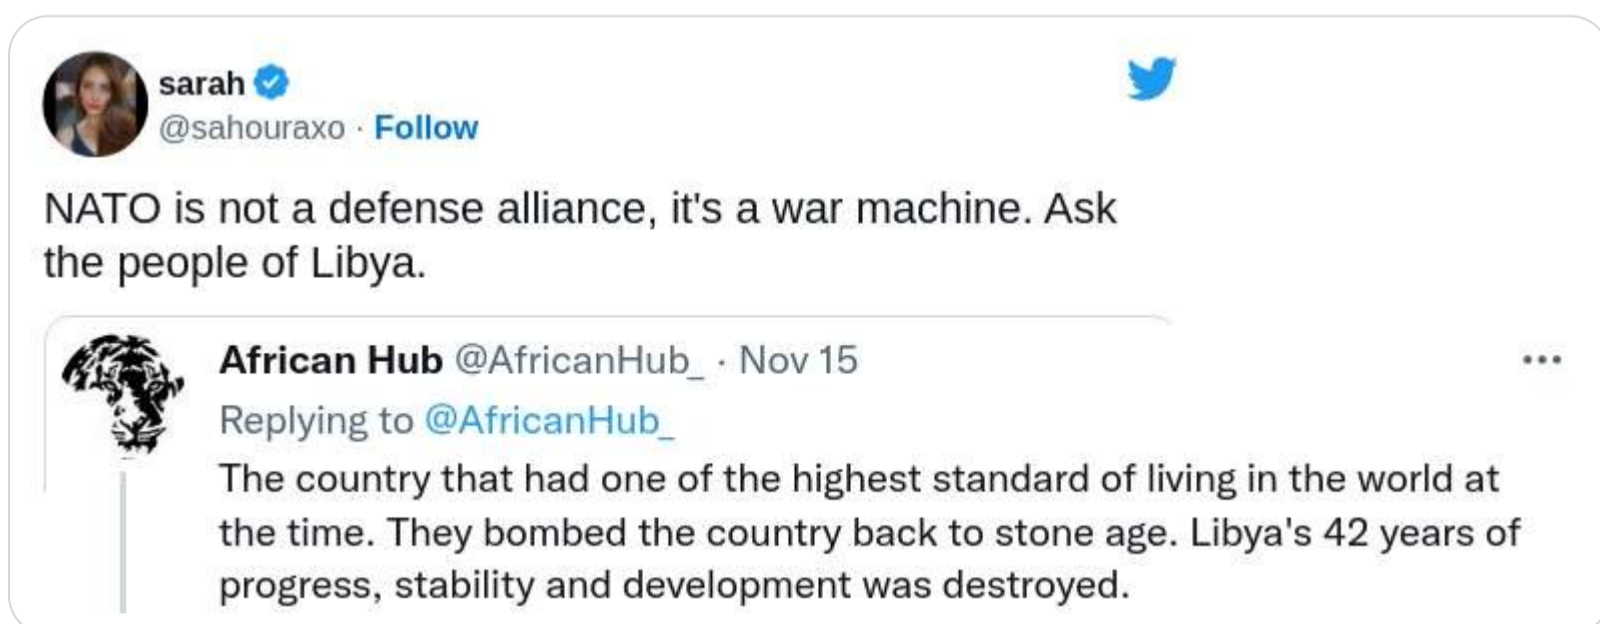 sarah
@sahouraxo · Follow
NATO is not a defense alliance, it's a war machine. Ask
the people of Libya.
African Hub @AfricanHub_ · Nov 15
Replying to @AfricanHub_
The country that had one of the highest standard of living in the world at
the time. They bombed the country back to stone age. Libya's 42 years of
progress, stability and development was destroyed.